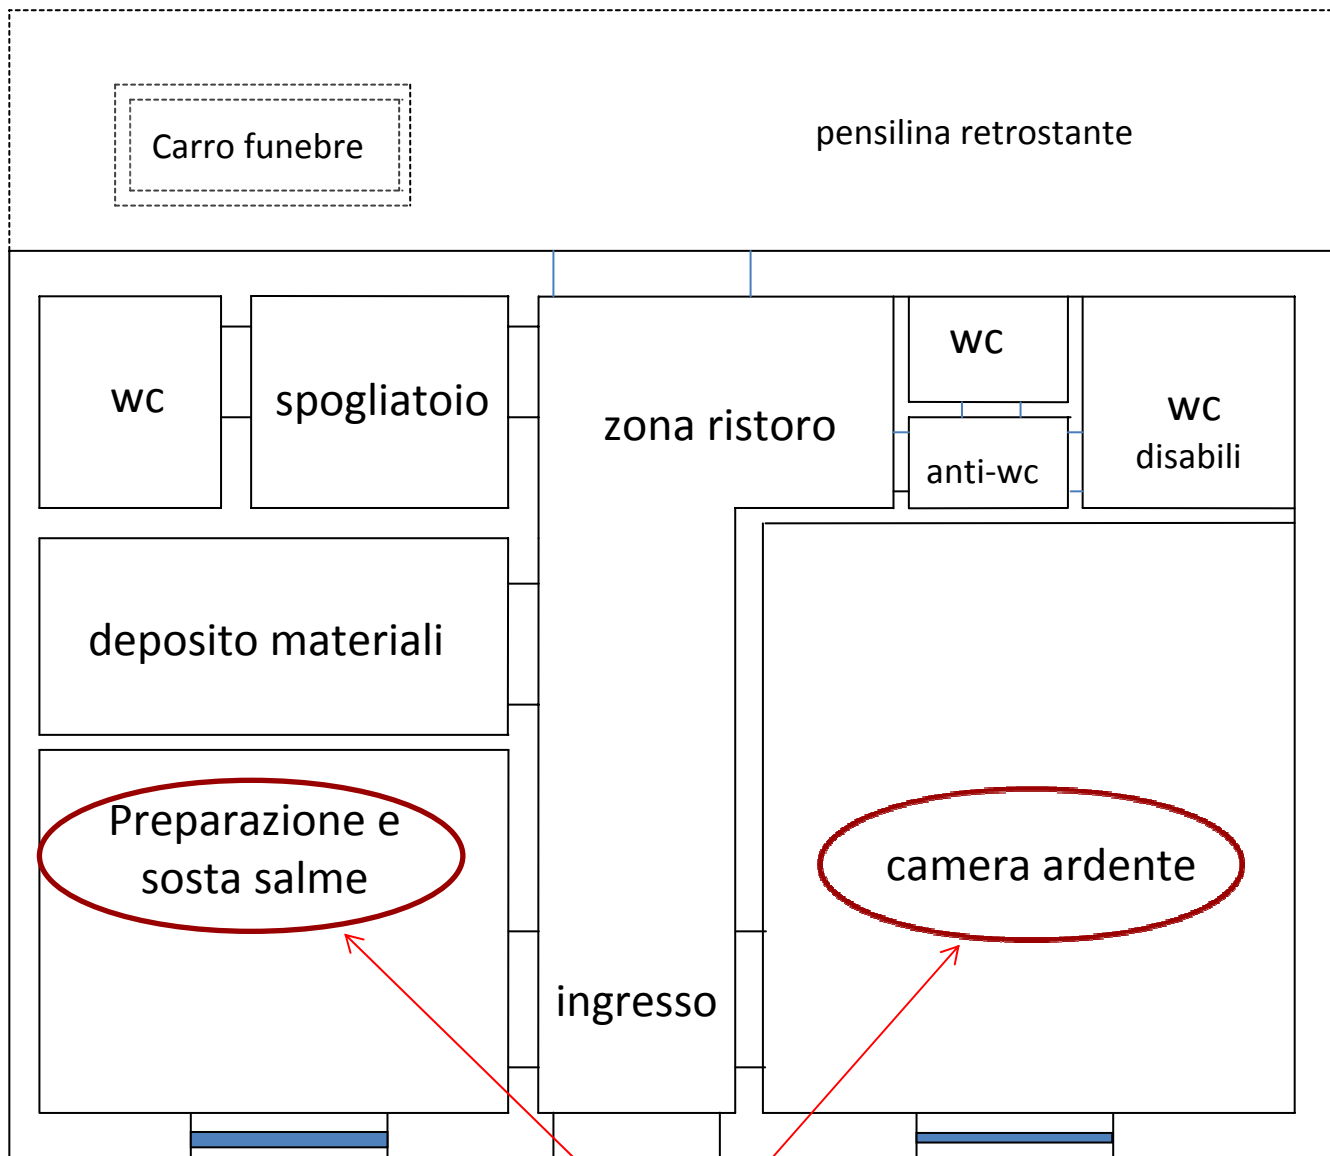 Carro funebre
pensilina retrostante
wc
spogliatoio
zona ristoro
wc
anti-wc
wc
disabili
deposito materiali
Preparazione e
sosta salme
camera ardente
ingresso